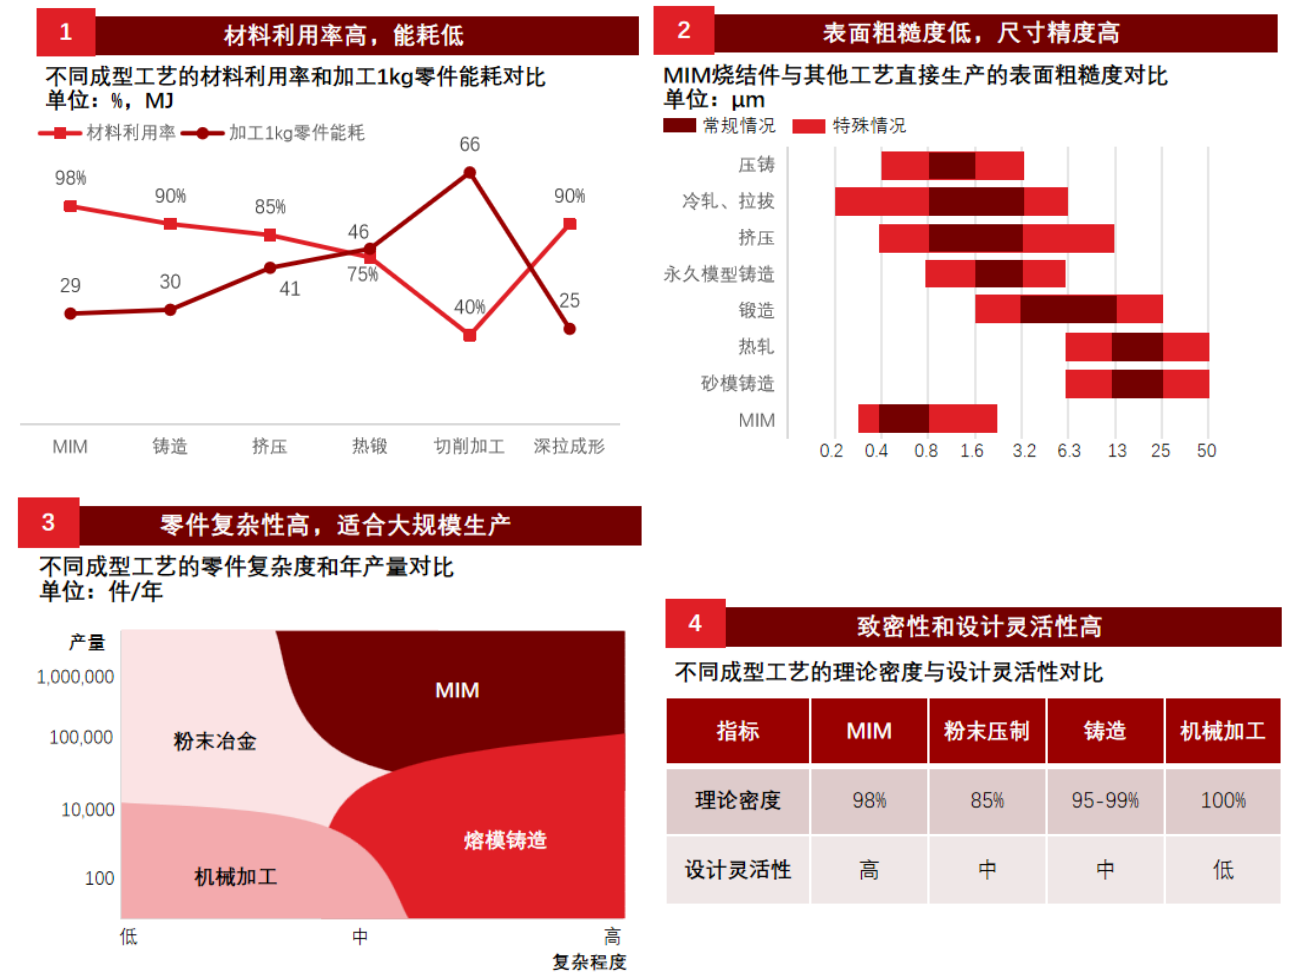 1
材料利用率高，能耗低
不同成型工艺的材料利用率和加工1kg零件能耗对比
单位：%，MJ
材料利用率 加工1kg零件能耗
98% 90% 85% 75% 40% 90%
29 30 41 46 66 25
MIM 铸造 挤压 热锻 切削加工 深拉成形
2
表面粗糙度低，尺寸精度高
MIM烧结件与其他工艺直接生产的表面粗糙度对比
单位：μm
常规情况 特殊情况
压铸
冷轧、拉拔
挤压
永久模型铸造
锻造
热轧
砂模铸造
MIM
0.2 0.4 0.8 1.6 3.2 6.3 13 25 50
3
零件复杂性高，适合大规模生产
不同成型工艺的零件复杂度和年产量对比
单位：件/年
产量
1,000,000
100,000
10,000
100
MIM
粉末冶金
熔模铸造
机械加工
低 中 高
复杂程度
4
致密性和设计灵活性高
不同成型工艺的理论密度与设计灵活性对比
指标 MIM 粉末压制 铸造 机械加工
理论密度 98% 85% 95-99% 100%
设计灵活性 高 中 中 低